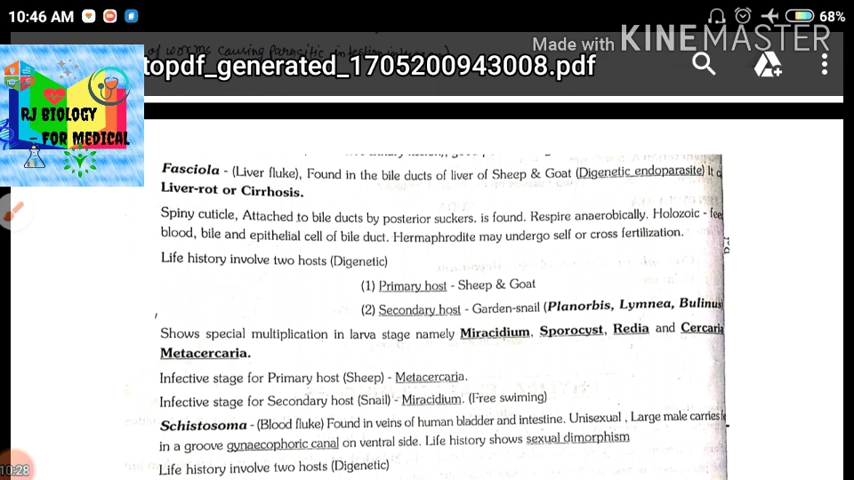 10:46 AM
68%
Made with KINEMASTER
of worms causing parasitic infection
topdf_generated_1705200943008.pdf
RJ BIOLOGY
- FOR MEDICAL
Fasciola - (Liver fluke), Found in the bile ducts of liver of Sheep & Goat (Digenetic endoparasite) It
Liver-rot or Cirrhosis.
Spiny cuticle, Attached to bile ducts by posterior suckers. is found. Respire anaerobically. Holozoic - fee
blood, bile and epithelial cell of bile duct. Hermaphrodite may undergo self or cross fertilization.
Life history involve two hosts (Digenetic)
(1) Primary host - Sheep & Goat
(2) Secondary host - Garden-snail (Planorbis, Lymnea, Bulinus
Shows special multiplication in larva stage namely Miracidium, Sporocyst, Redia and Cercaria
Metacercaria.
Infective stage for Primary host (Sheep) - Metacercaria.
Infective stage for Secondary host (Snail) - Miracidium. (Free swiming)
Schistosoma - (Blood fluke) Found in veins of human bladder and intestine. Unisexual , Large male carries
in a groove gynaecophoric canal on ventral side. Life history shows sexual dimorphism
Life history involve two hosts (Digenetic)
10:28